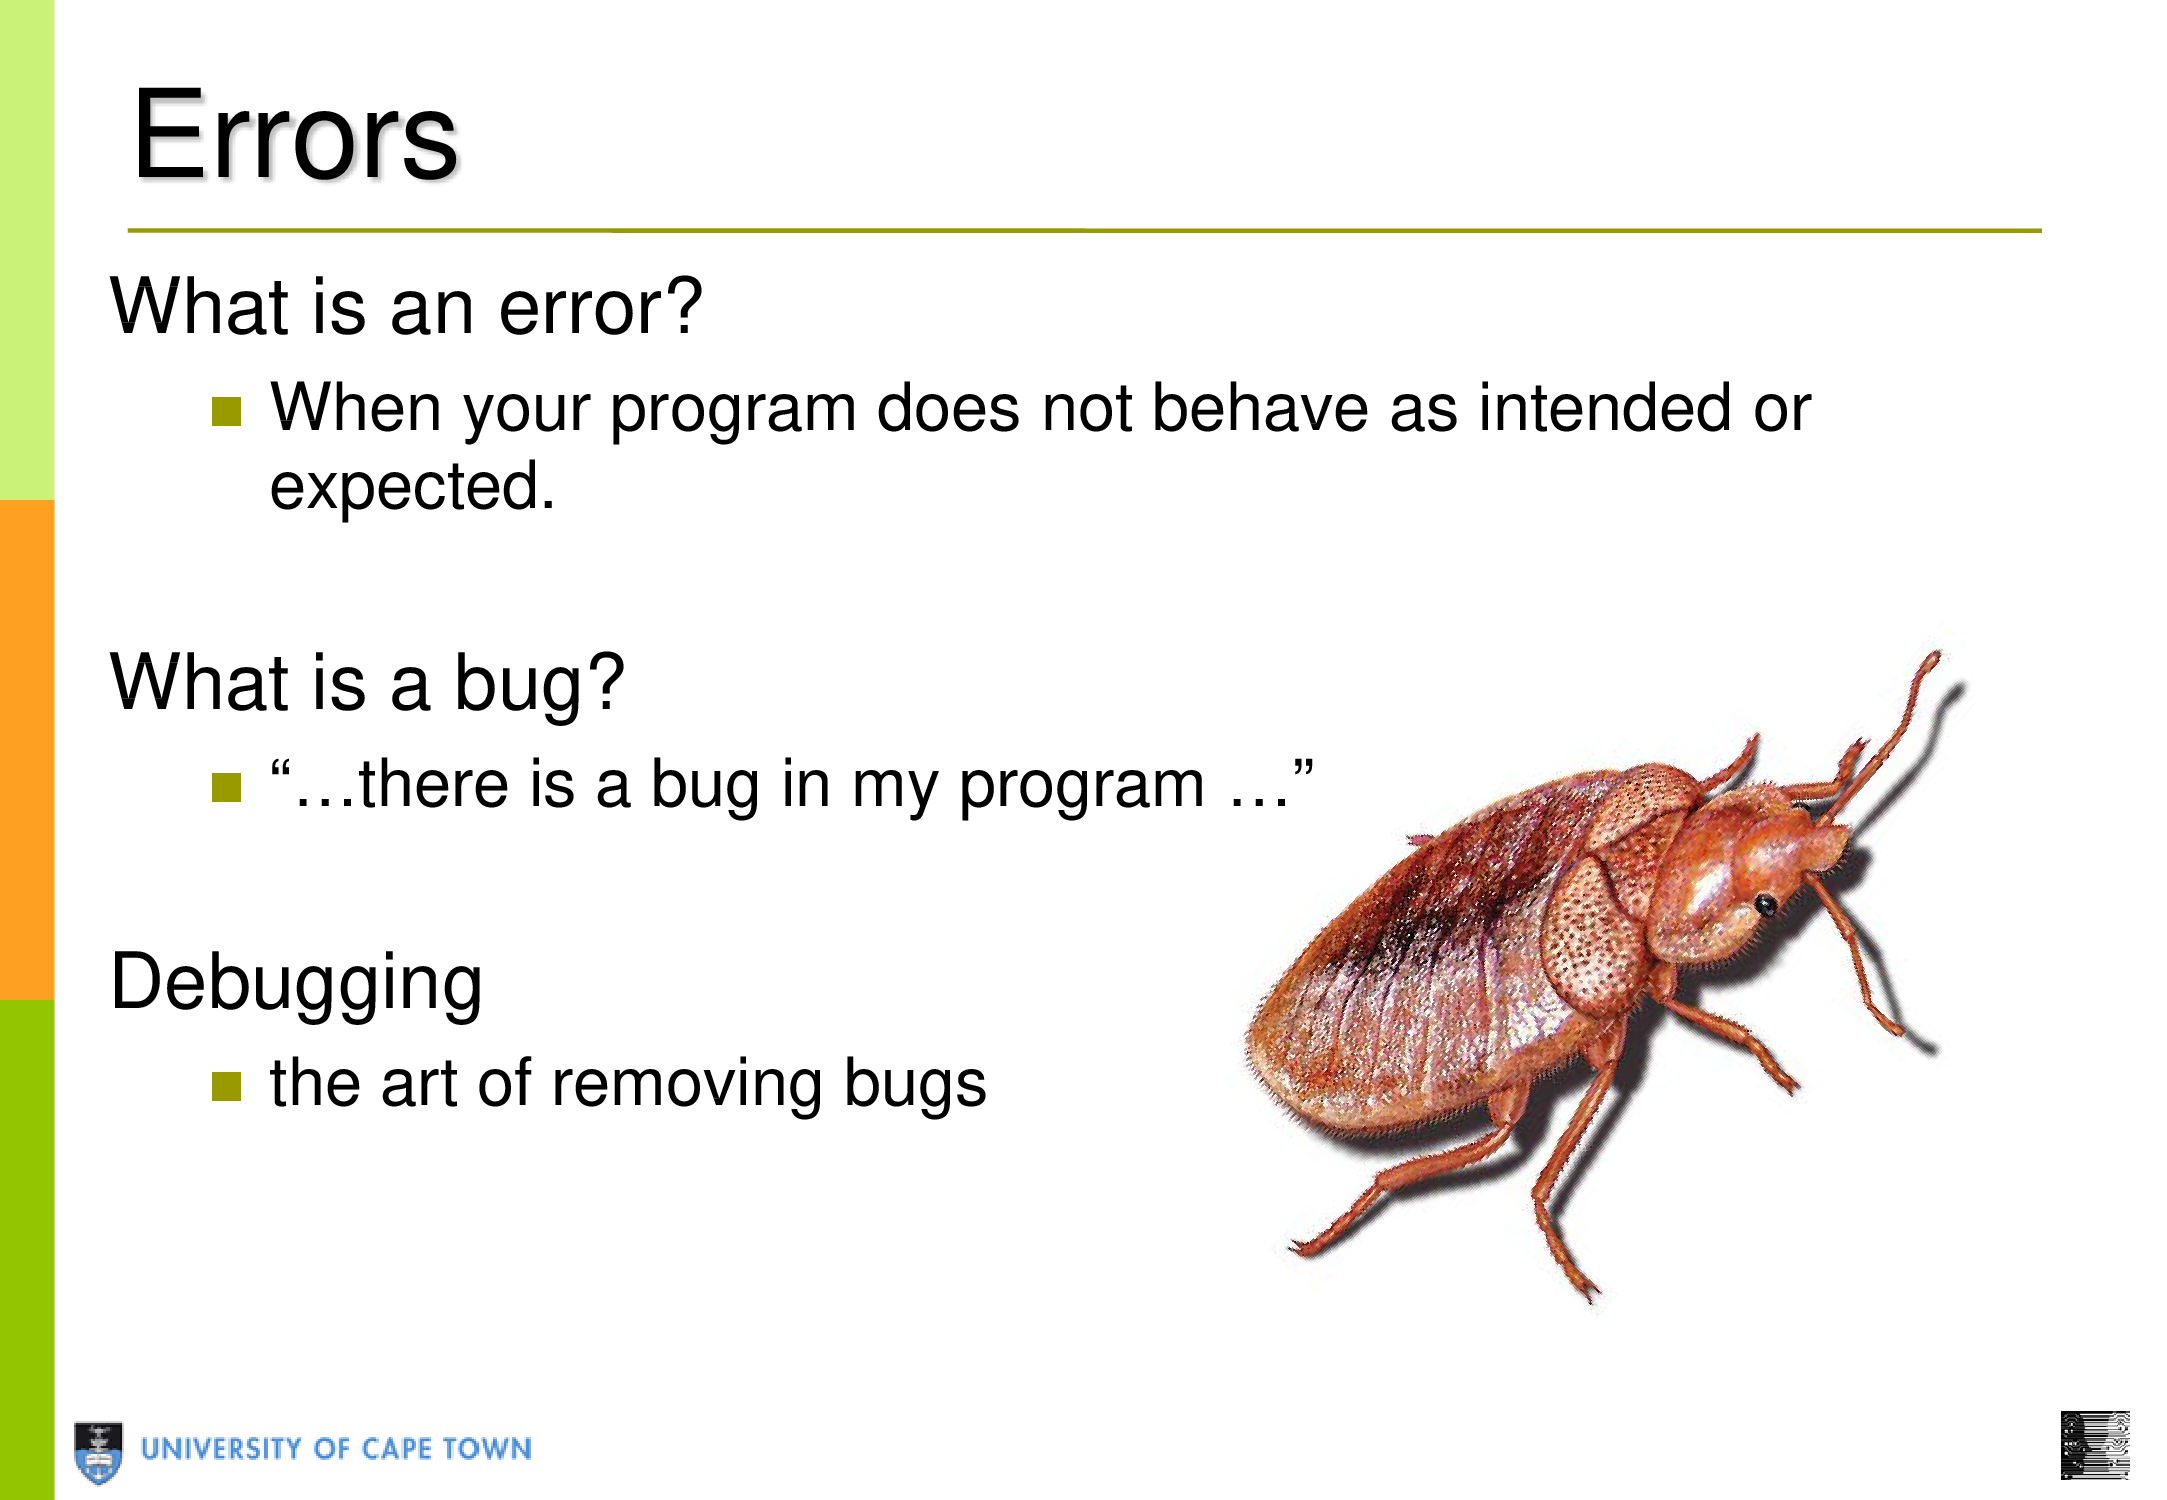 Errors
What is an error?
When your program does not behave as intended or
expected.
What is a bug?
“…there is a bug in my program …”
Debugging
the art of removing bugs
UNIVERSITY OF CAPE TOWN